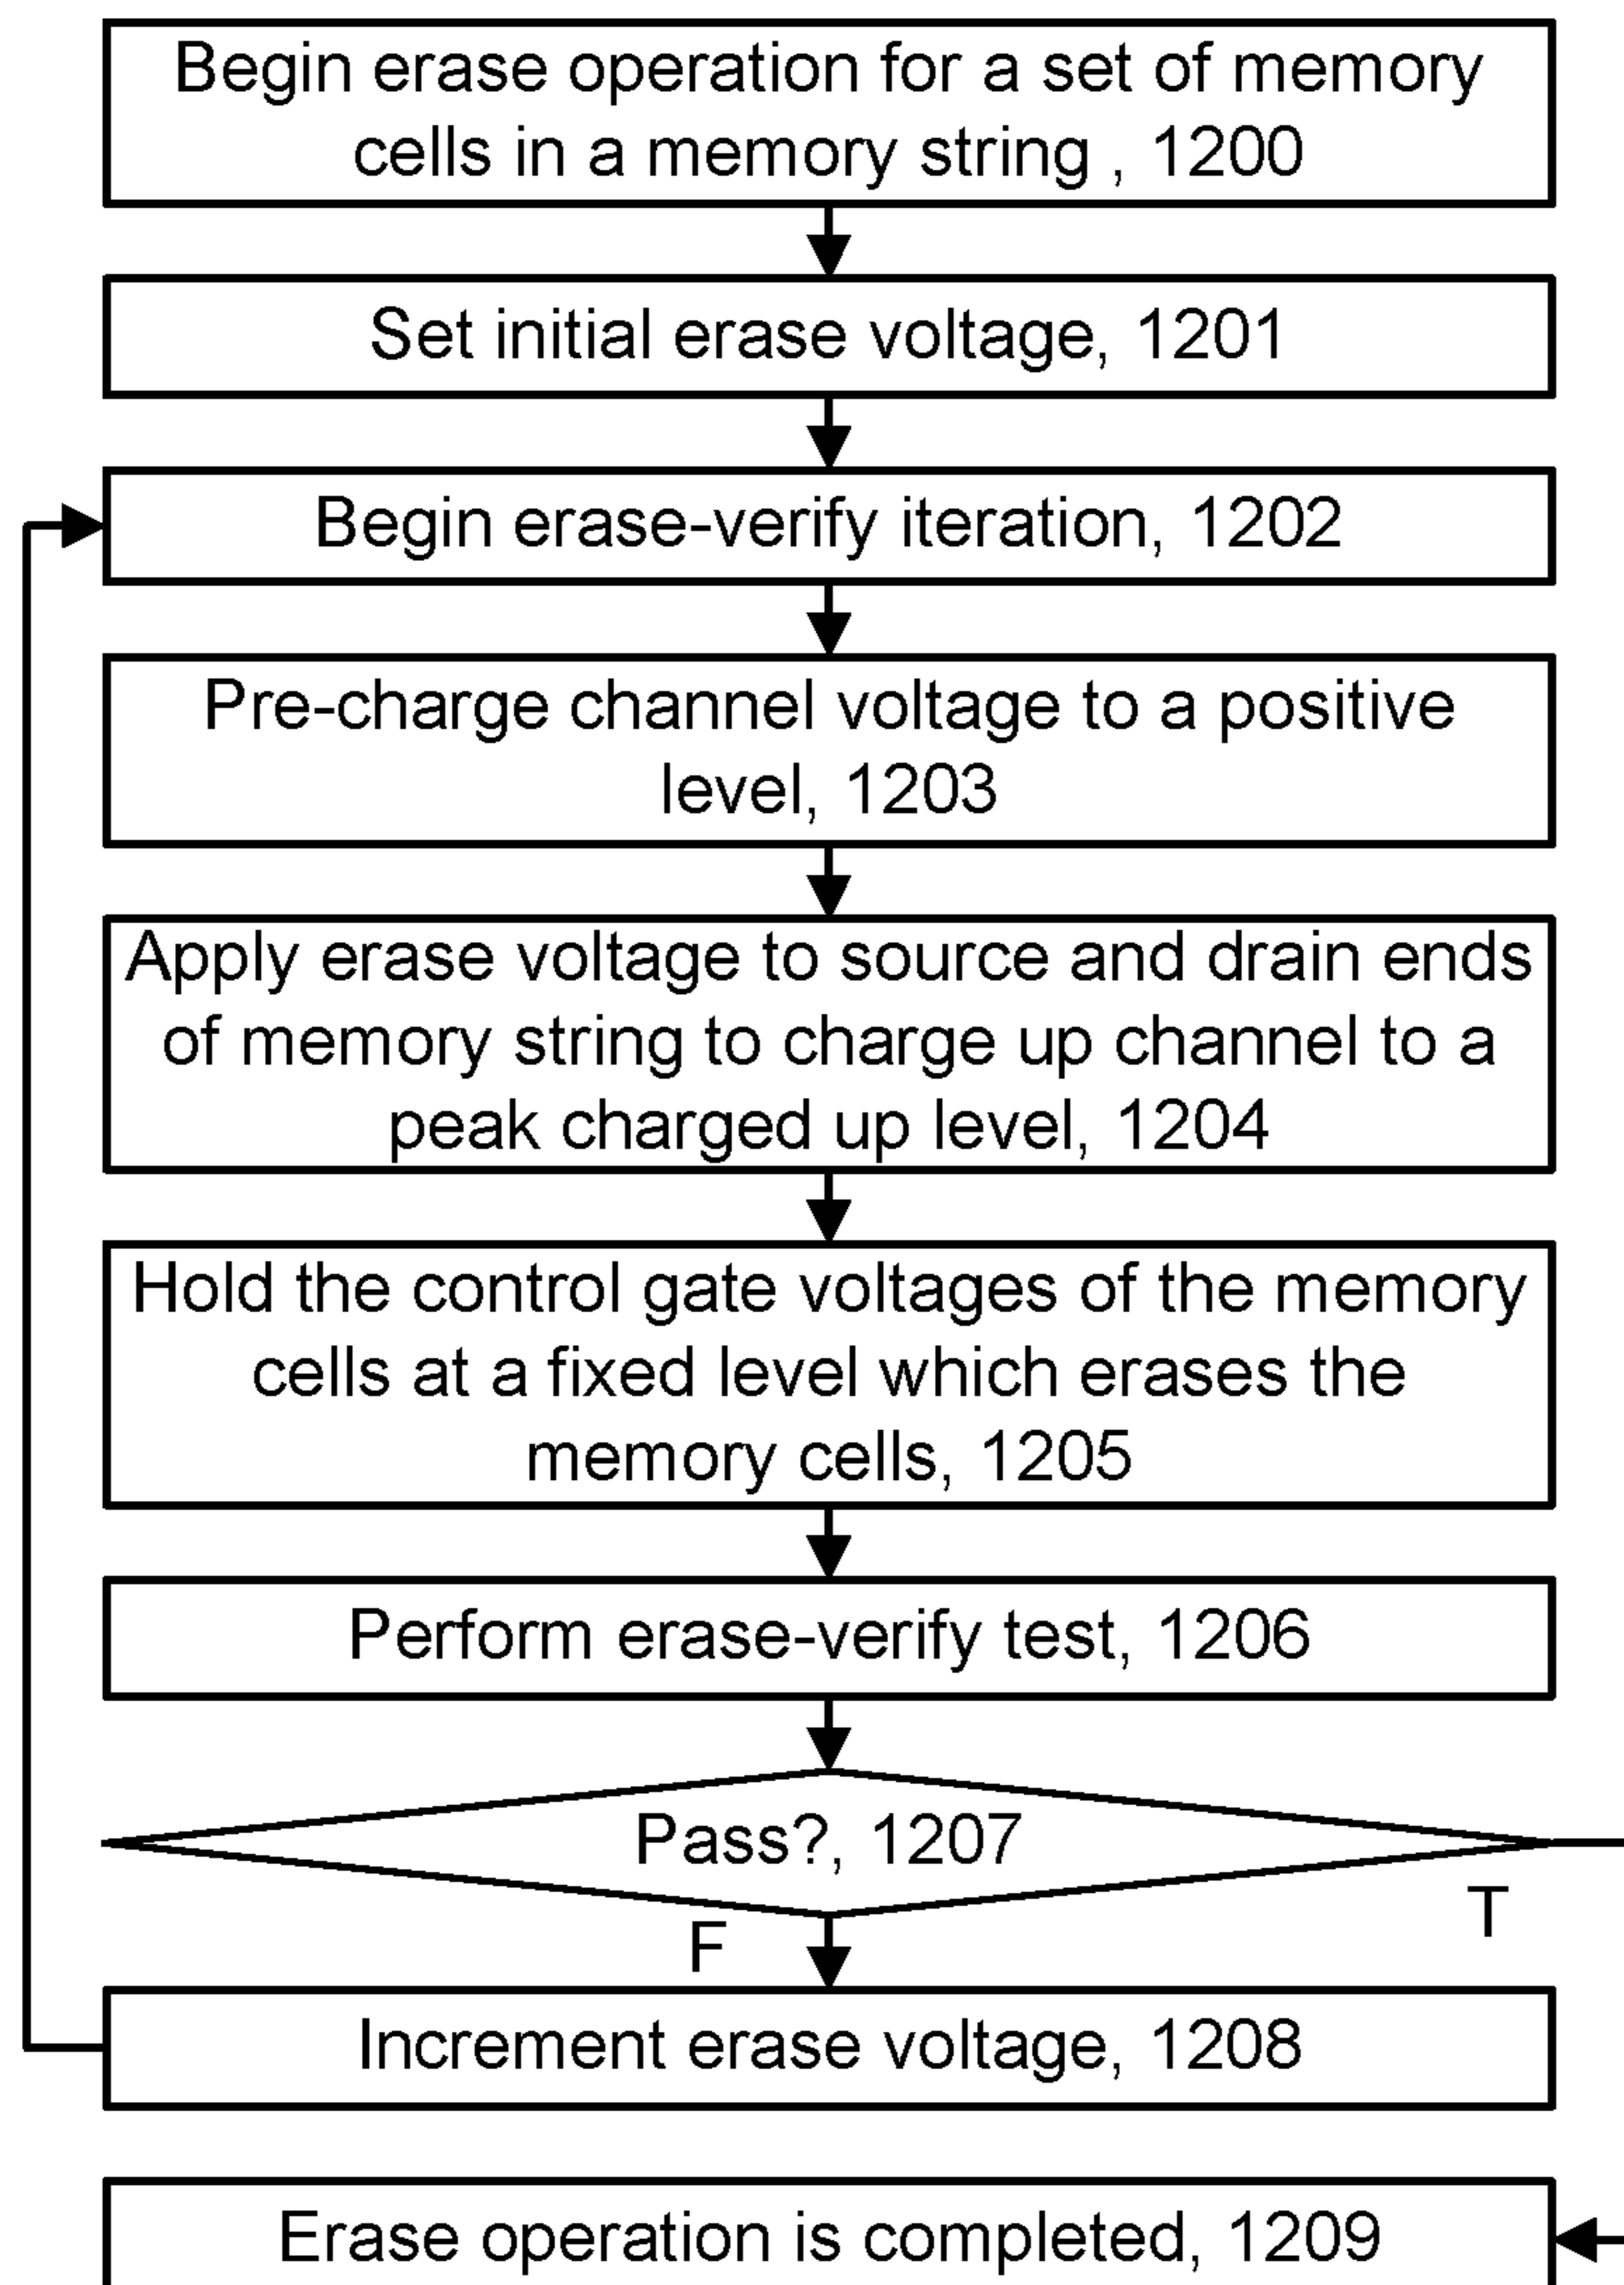 Begin erase operation for a set of memory
cells in a memory string , 1200
Set initial erase voltage, 1201
Begin erase-verify iteration, 1202
Pre-charge channel voltage to a positive
level, 1203
Apply erase voltage to source and drain ends
of memory string to charge up channel to a
peak charged up level, 1204
Hold the control gate voltages of the memory
cells at a fixed level which erases the
memory cells, 1205
Perform erase-verify test, 1206
Pass?, 1207
T
F
Increment erase voltage, 1208
Erase operation is completed, 1209